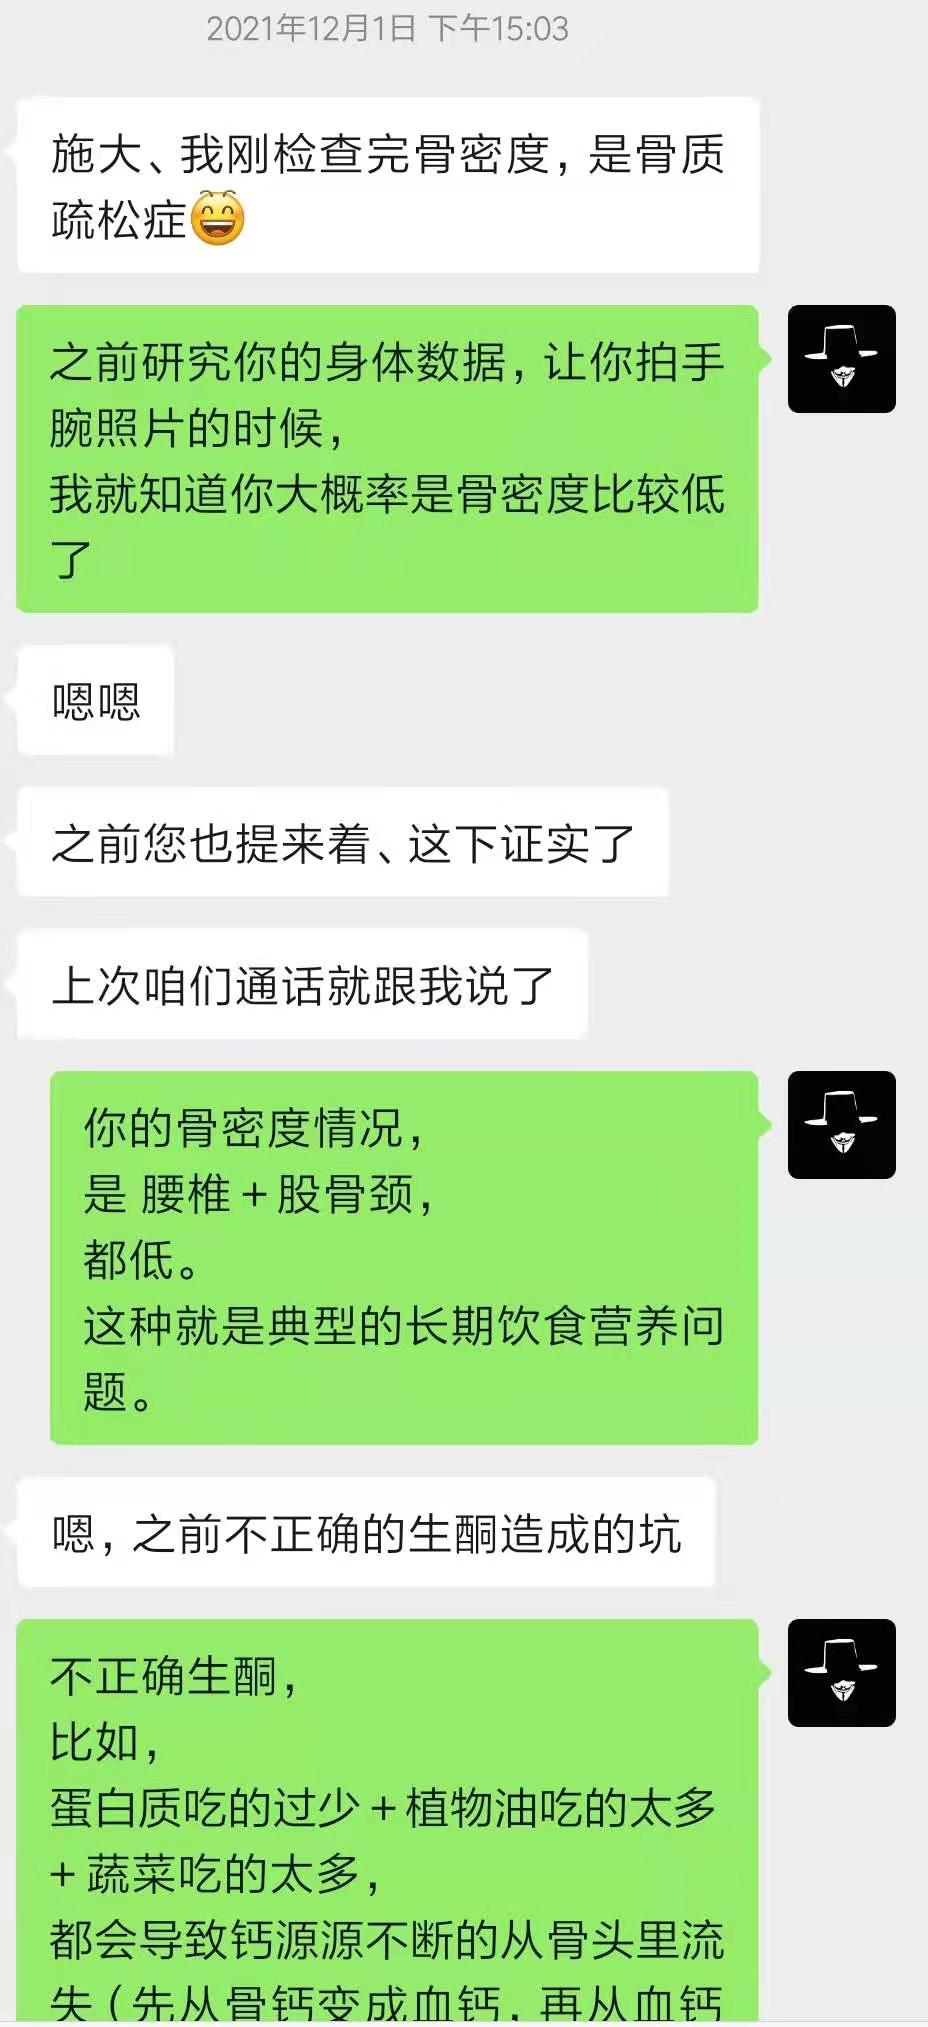 2021年12月1日 下午15:03
施大、我刚检查完骨密度，是骨质
疏松症
之前研究你的身体数据，让你拍手
腕照片的时候，
我就知道你大概率是骨密度比较低
了
嗯嗯
之前您也提来着、这下证实了
上次咱们通话就跟我说了
你的骨密度情况，
是 腰椎＋股骨颈，
都低。
这种就是典型的长期饮食营养问
题。
嗯，之前不正确的生酮造成的坑
不正确生酮，
比如，
蛋白质吃的过少＋植物油吃的太多
＋蔬菜吃的太多，
都会导致钙源源不断的从骨头里流
失（先从骨钙变成血钙，再从血钙